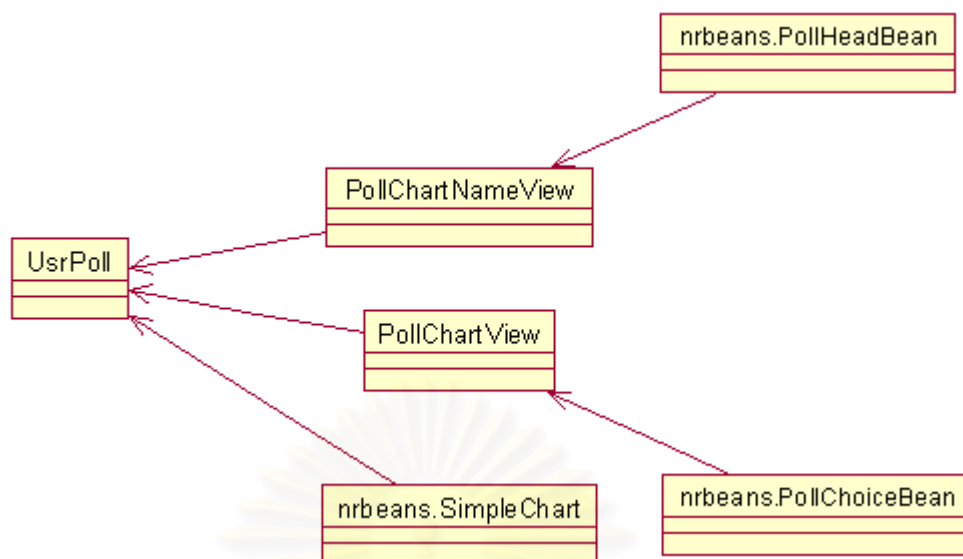 nrbeans.PollHeadBean
PollChartNameView
UsrPoll
PollChartView
nrbeans.SimpleChart
nrbeans.PollChoiceBean